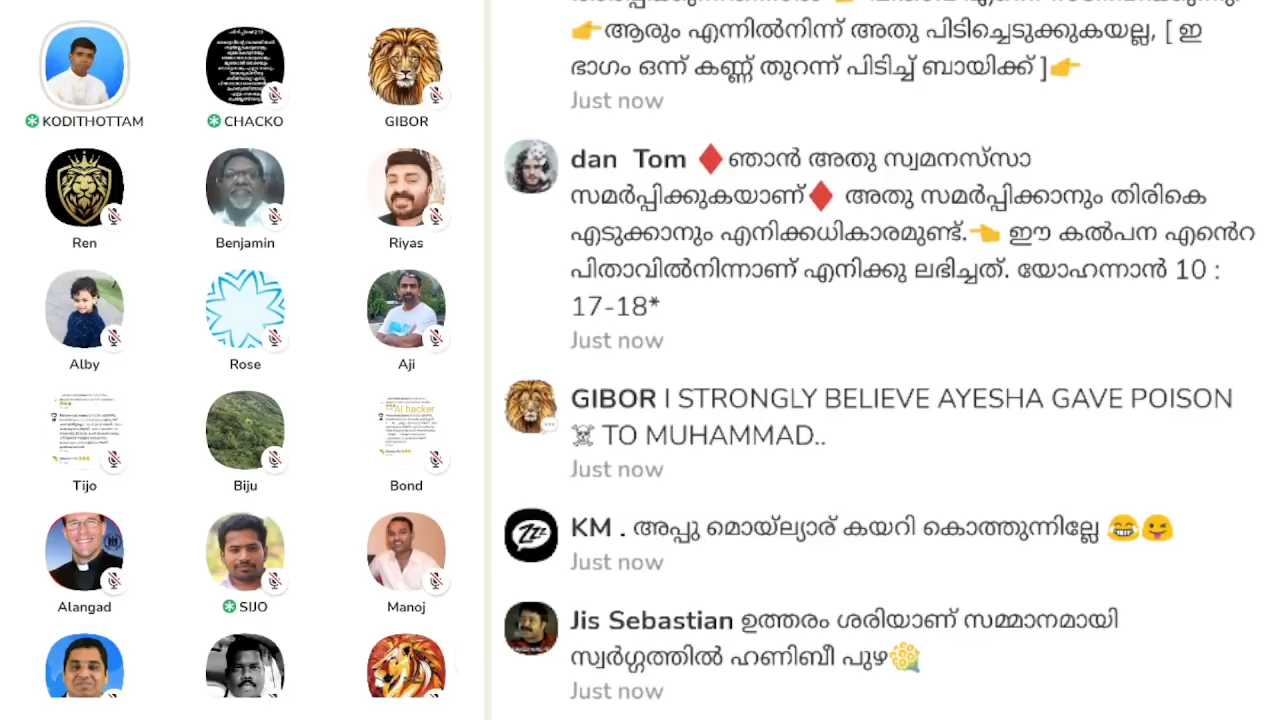 KODITHOTTAM
CHACKO
GIBOR
Ren
Benjamin
Riyas
Alby
Rose
Aji
AI hacker
Tijo
Biju
Bond
Alangad
SIJO
Manoj
👉ആരും എന്നിൽനിന്ന് അതു പിടിച്ചെടുക്കുകയല്ല, [ ഇ
ഭാഗം ഒന്ന് കണ്ണ് തുറന്ന് പിടിച്ച് ബായിക്ക് ]👉
Just now
dan Tom ♦️ഞാൻ അതു സ്വമനസ്സാ
സമർപ്പിക്കുകയാണ്♦️ അതു സമർപ്പിക്കാനും തിരികെ
എടുക്കാനും എനിക്കധികാരമുണ്ട്.👈 ഈ കൽപന എന്റെ
പിതാവിൽനിന്നാണ് എനിക്കു ലഭിച്ചത്. യോഹന്നാൻ 10 :
17-18*
Just now
GIBOR I STRONGLY BELIEVE AYESHA GAVE POISON
☠️ TO MUHAMMAD..
Just now
KM . അപ്പു മൊയ്ല്യാര് കയറി കൊത്തുന്നില്ലേ 😂😜
Just now
Jis Sebastian ഉത്തരം ശരിയാണ് സമ്മാനമായി
സ്വർഗ്ഗത്തിൽ ഹണിബീ പുഴ💐
Just now